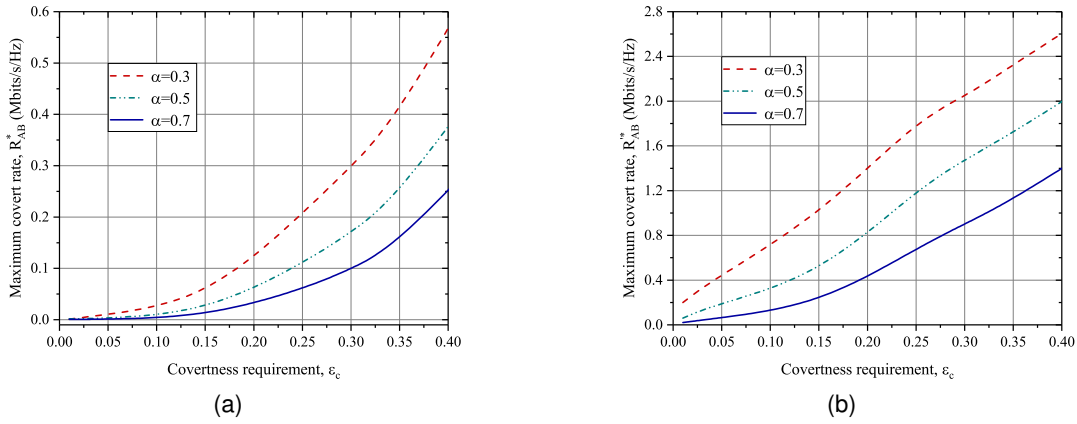 Maximum covert rate, R*AB (Mbits/s/Hz)
0.6
0.5
0.4
0.3
0.2
0.1
0.0
α=0.3
α=0.5
α=0.7
0.00 0.05 0.10 0.15 0.20 0.25 0.30 0.35 0.40
Covertness requirement, εc
(a)
Maximum covert rate, R'*AB (Mbits/s/Hz)
2.8
2.4
2.0
1.6
1.2
0.8
0.4
0.0
α=0.3
α=0.5
α=0.7
0.00 0.05 0.10 0.15 0.20 0.25 0.30 0.35 0.40
Covertness requirement, εc
(b)